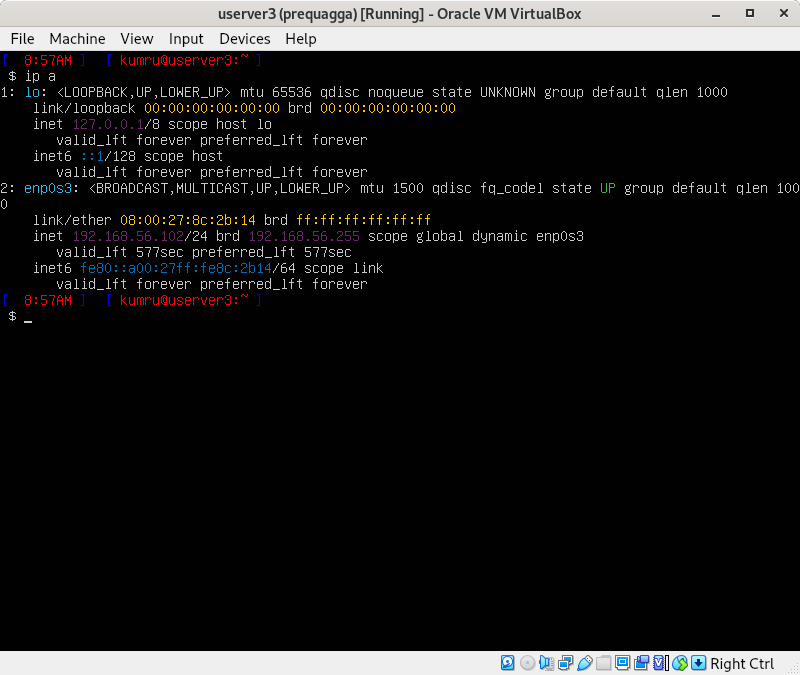 userver3 (prequagga) [Running] - Oracle VM VirtualBox
File Machine View Input Devices Help
[  8:57AM ]  [ kumru@userver3:~ ]
 $ ip a
1: lo: <LOOPBACK,UP,LOWER_UP> mtu 65536 qdisc noqueue state UNKNOWN group default qlen 1000
    link/loopback 00:00:00:00:00:00 brd 00:00:00:00:00:00
    inet 127.0.0.1/8 scope host lo
       valid_lft forever preferred_lft forever
    inet6 ::1/128 scope host
       valid_lft forever preferred_lft forever
2: enp0s3: <BROADCAST,MULTICAST,UP,LOWER_UP> mtu 1500 qdisc fq_codel state UP group default qlen 100
0
    link/ether 08:00:27:8c:2b:14 brd ff:ff:ff:ff:ff:ff
    inet 192.168.56.102/24 brd 192.168.56.255 scope global dynamic enp0s3
       valid_lft 577sec preferred_lft 577sec
    inet6 fe80::a00:27ff:fe8c:2b14/64 scope link
       valid_lft forever preferred_lft forever
[  8:57AM ]  [ kumru@userver3:~ ]
 $ _
Right Ctrl